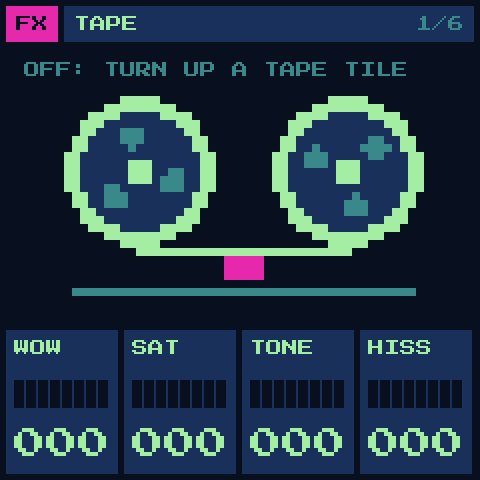 FX TAPE 1/6
OFF: TURN UP A TAPE TILE
WOW SAT TONE HISS
000 000 000 000